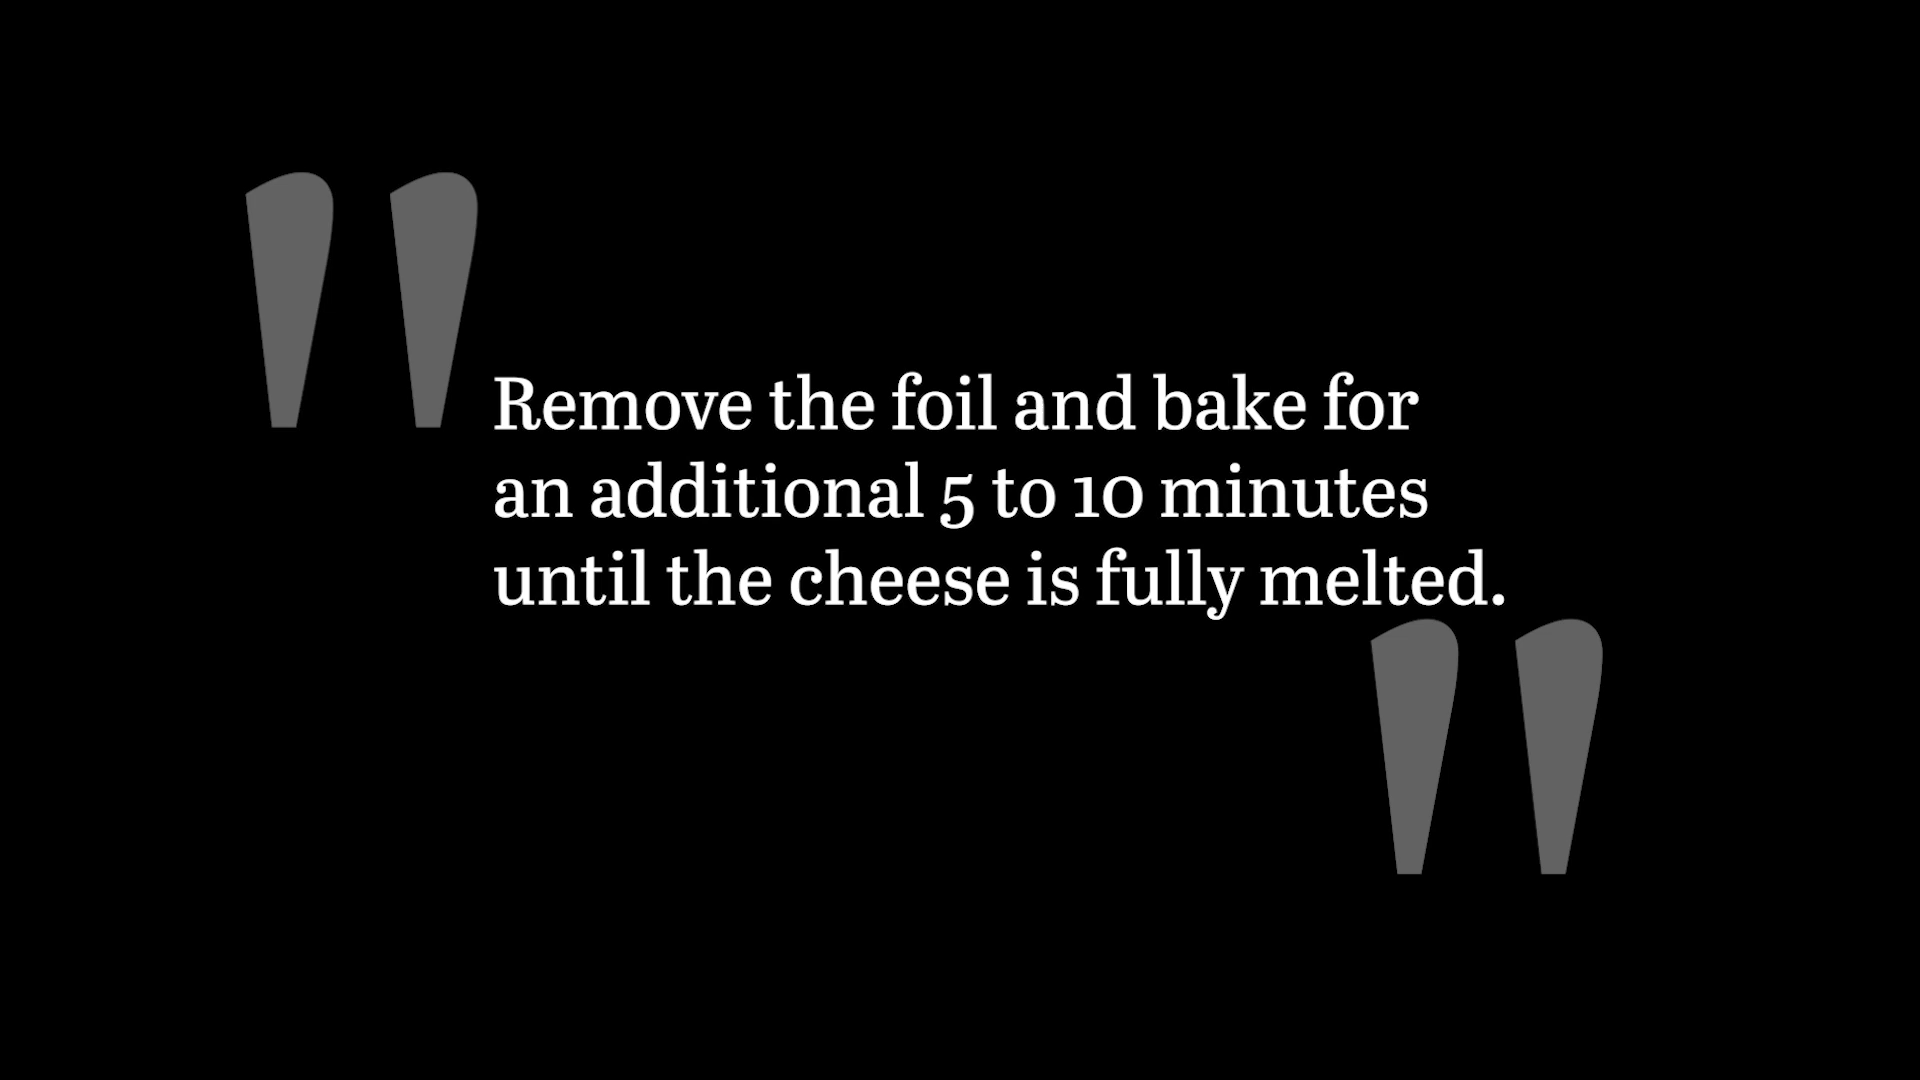 "Remove the foil and bake for
an additional 5 to 10 minutes
until the cheese is fully melted."